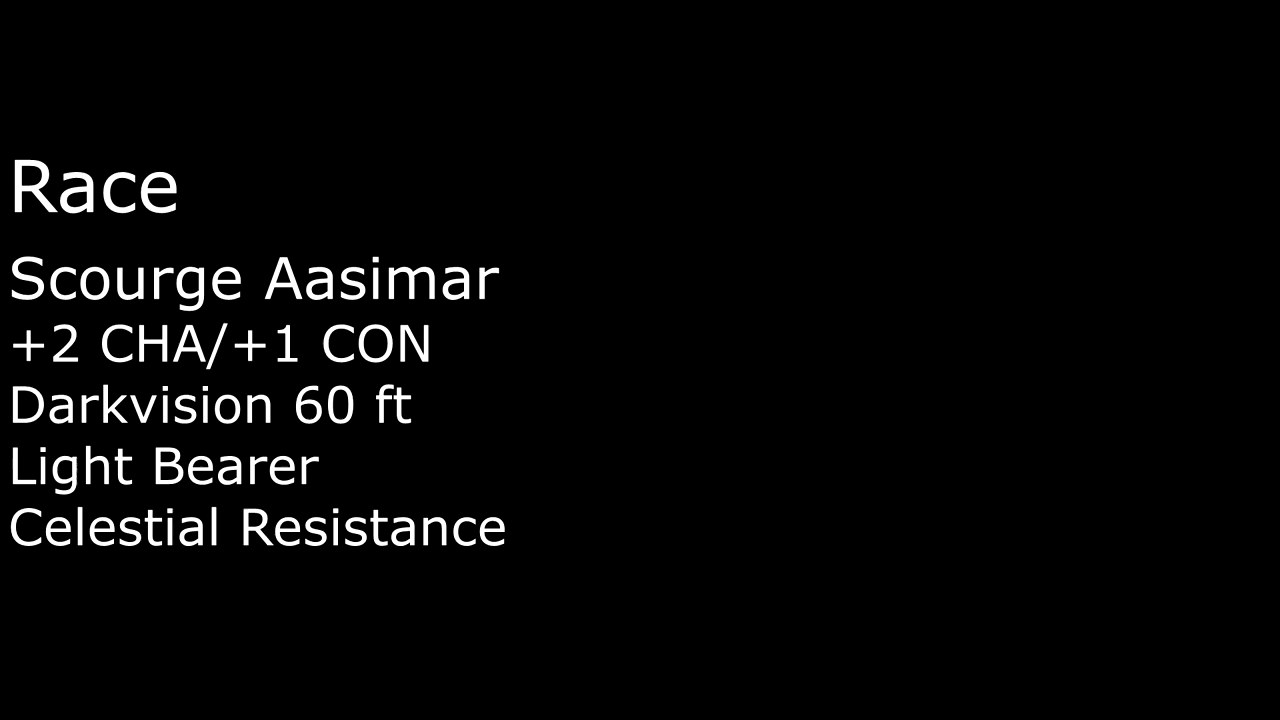 Race
Scourge Aasimar
+2 CHA/+1 CON
Darkvision 60 ft
Light Bearer
Celestial Resistance